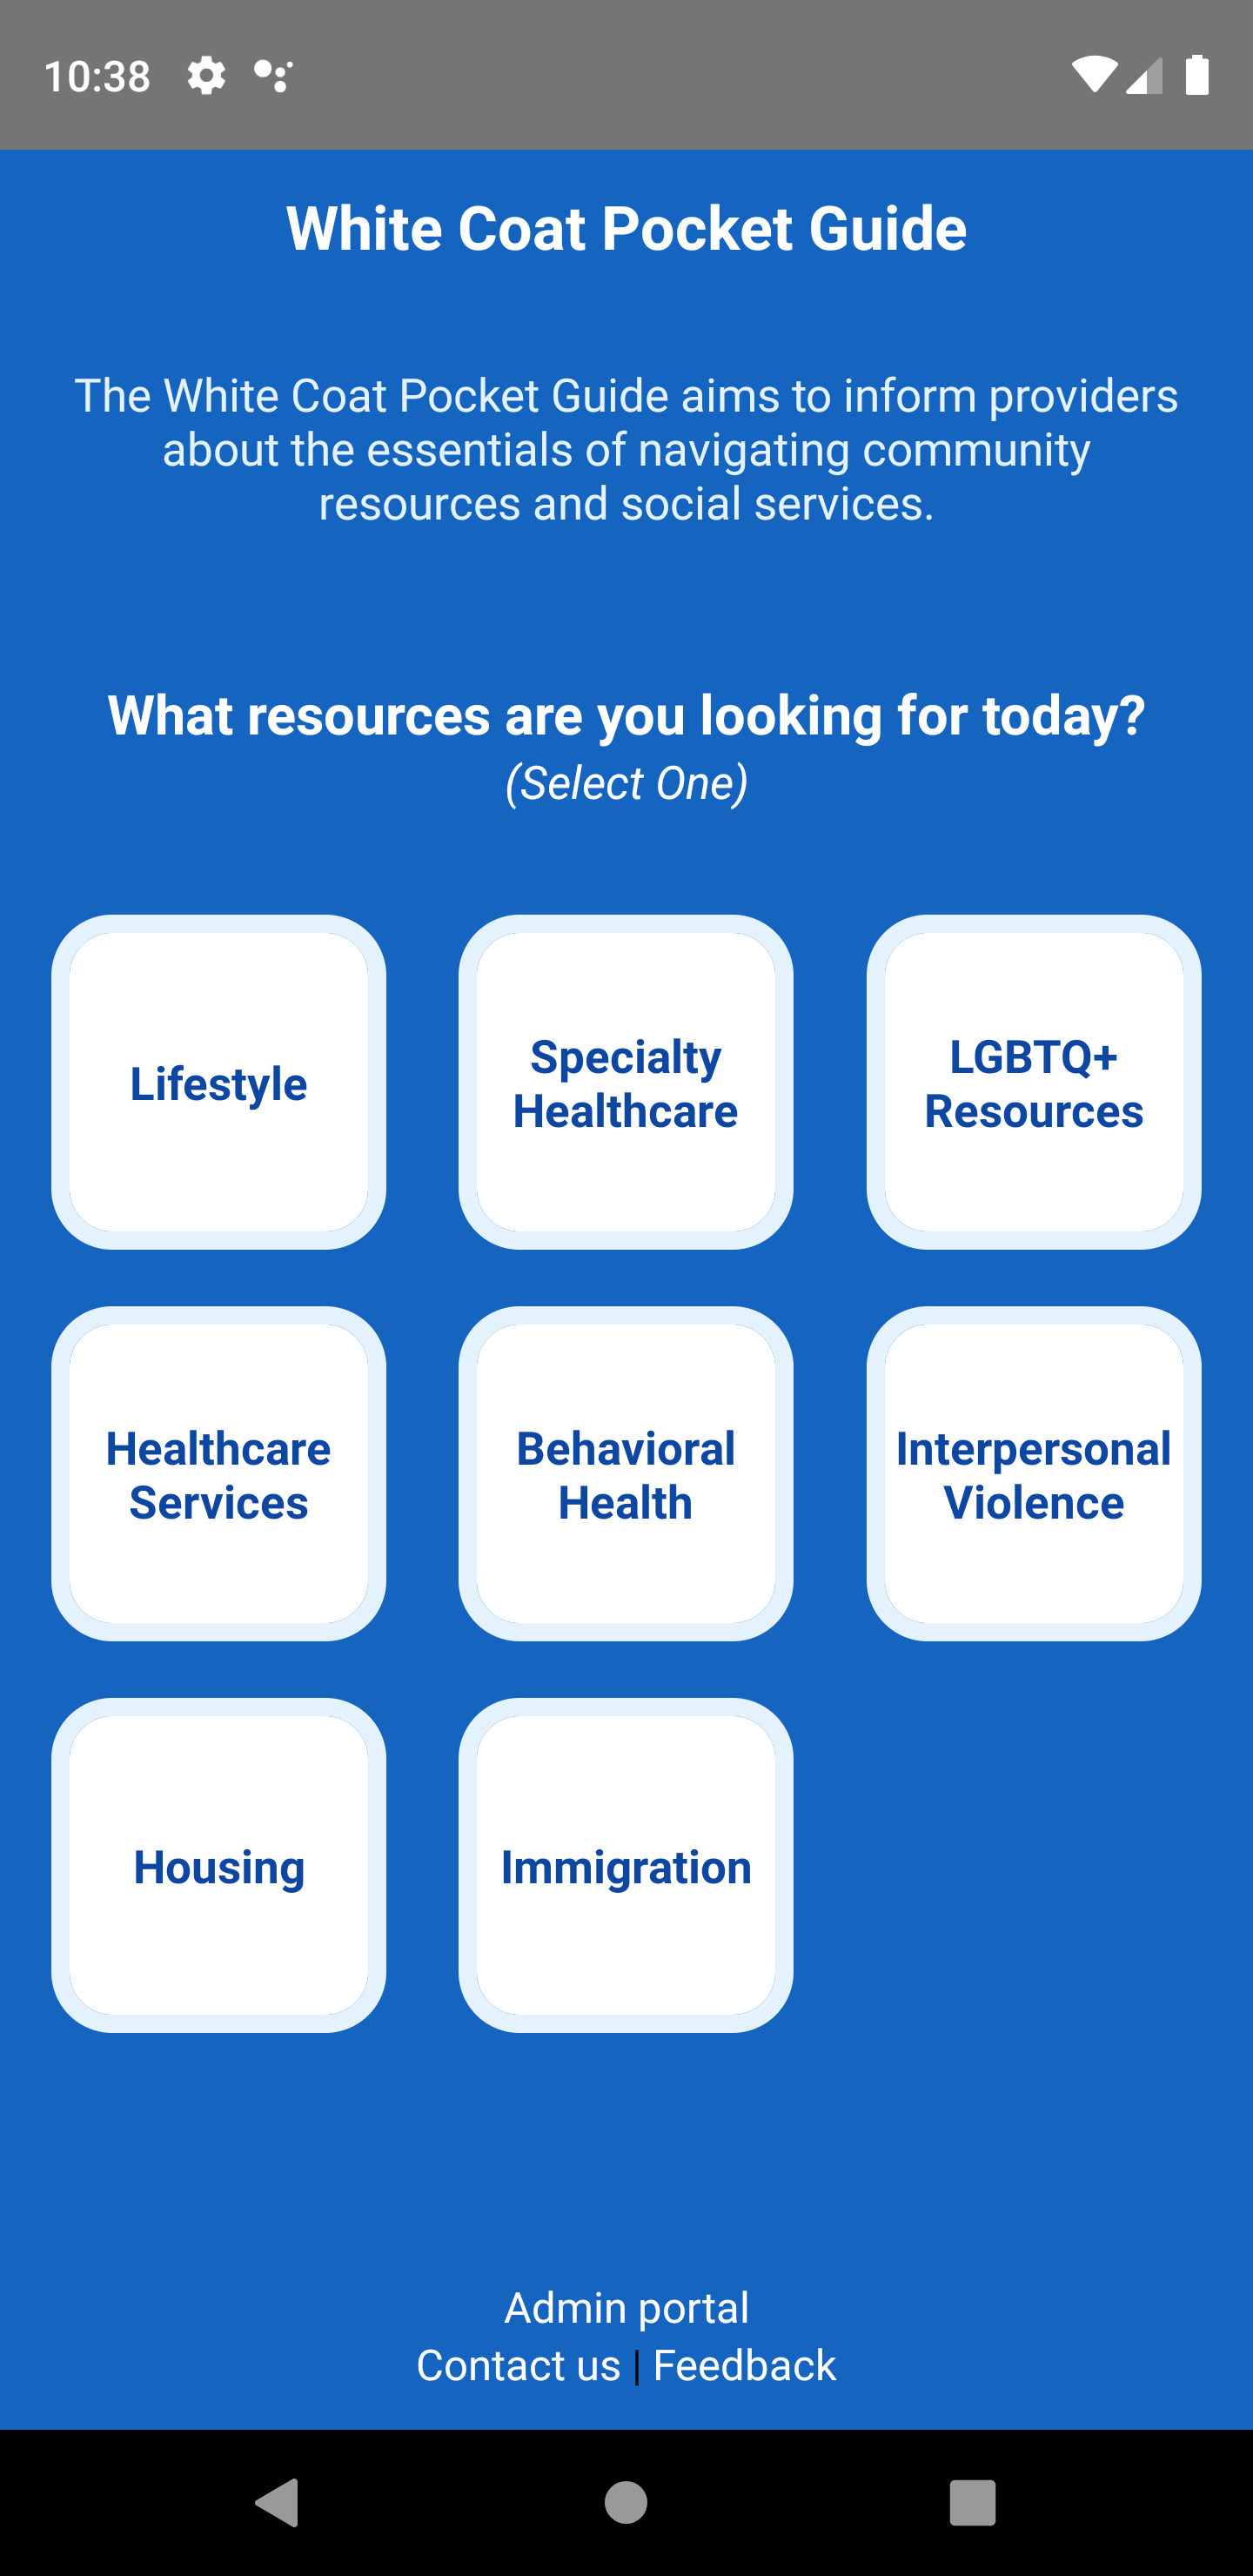 10:38
White Coat Pocket Guide
The White Coat Pocket Guide aims to inform providers
about the essentials of navigating community
resources and social services.
What resources are you looking for today?
(Select One)
Lifestyle
Specialty
Healthcare
LGBTQ+
Resources
Healthcare
Services
Behavioral
Health
Interpersonal
Violence
Housing
Immigration
Admin portal
Contact us | Feedback